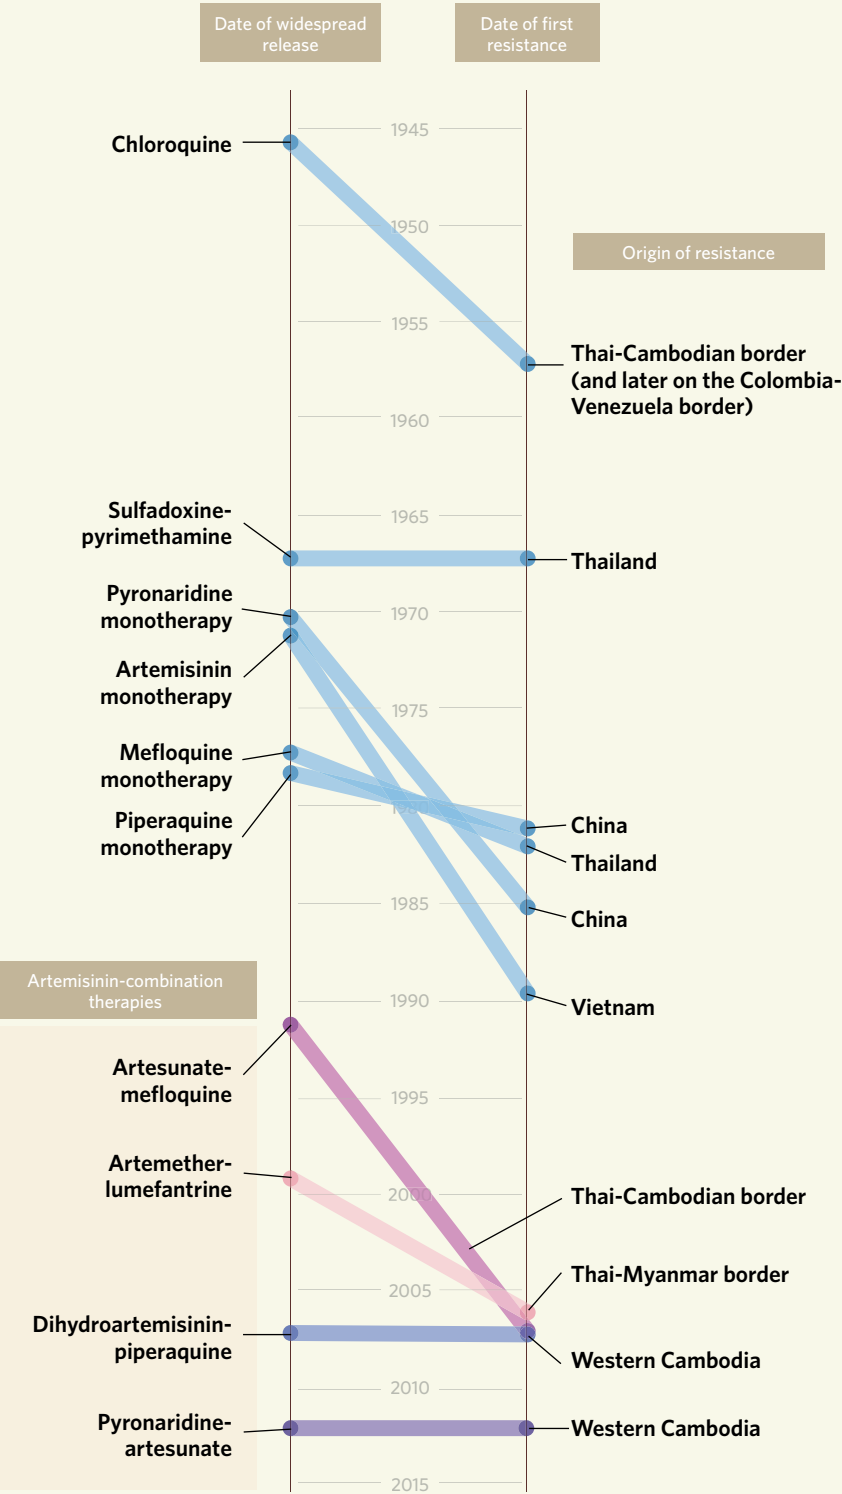 Date of widespread
release
Date of first
resistance
1945
Chloroquine
1950
Origin of resistance
1955
Thai-Cambodian border
(and later on the Colombia-
Venezuela border)
1960
Sulfadoxine-
pyrimethamine
1965
Thailand
Pyronaridine
monotherapy
1970
Artemisinin
monotherapy
1975
Mefloquine
monotherapy
1980
Piperaquine
monotherapy
China
Thailand
1985
China
Artemisinin-combination
therapies
1990
Vietnam
Artesunate-
mefloquine
1995
Artemether-
lumefantrine
2000
Thai-Cambodian border
2005
Thai-Myanmar border
Dihydroartemisinin-
piperaquine
Western Cambodia
2010
Pyronaridine-
artesunate
Western Cambodia
2015